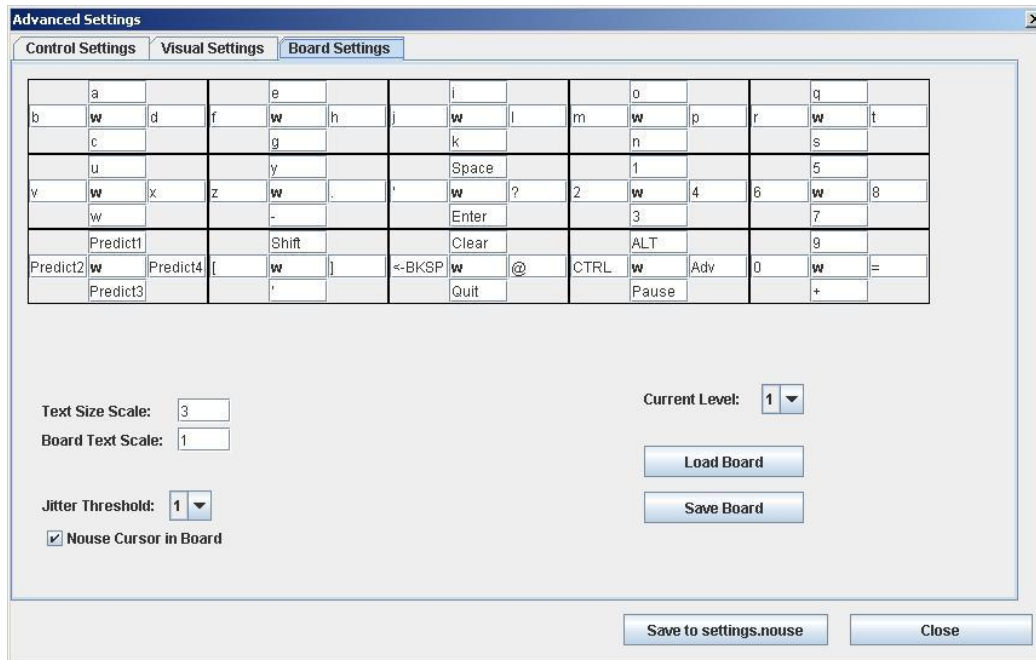 Advanced Settings
Control Settings Visual Settings Board Settings
a e i o q
b w d f w h j w l m w p r w t
c g k n s
u y Space 1 5
v w x z w . ' w ? 2 w 4 6 w 8
w - Enter 3 7
Predict1 Shift Clear ALT 9
Predict2 w Predict4 [ w ] <-BKSP w @ CTRL w Adv 0 w =
Predict3 ' Quit Pause +
Current Level: 1
Text Size Scale: 3
Board Text Scale: 1
Load Board
Jitter Threshold: 1
Save Board
Nouse Cursor in Board
Save to settings.nouse Close